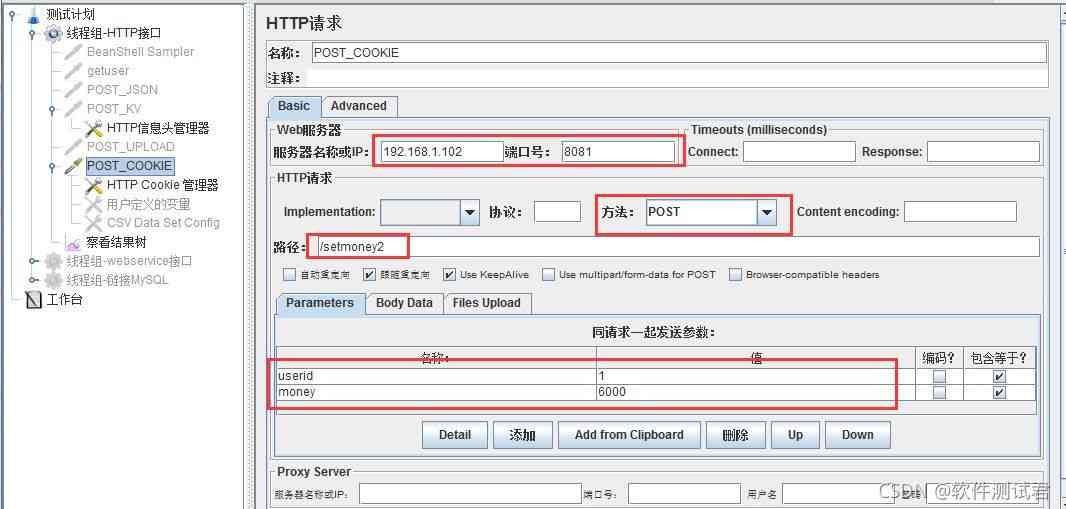 测试计划
线程组-HTTP接口
BeanShell Sampler
getuser
POST_JSON
POST_KV
HTTP信息头管理器
POST_UPLOAD
POST_COOKIE
HTTP Cookie 管理器
用户定义的变量
CSV Data Set Config
察看结果树
线程组-webservice接口
线程组-链接MySQL
工作台
HTTP请求
名称: POST_COOKIE
注释:
Basic Advanced
Web服务器 Timeouts (milliseconds)
服务器名称或IP: 192.168.1.102 端口号: 8081 Connect: Response:
HTTP请求
Implementation: 协议: 方法: POST Content encoding:
路径: /setmoney2
自动重定向 跟随重定向 Use KeepAlive Use multipart/form-data for POST Browser-compatible headers
Parameters Body Data Files Upload
同请求一起发送参数:
名称: 值 编码? 包含等于?
userid 1
money 6000
Detail 添加 Add from Clipboard 删除 Up Down
Proxy Server
服务器名称或IP: 端口号: 用户名
CSDN @软件测试君